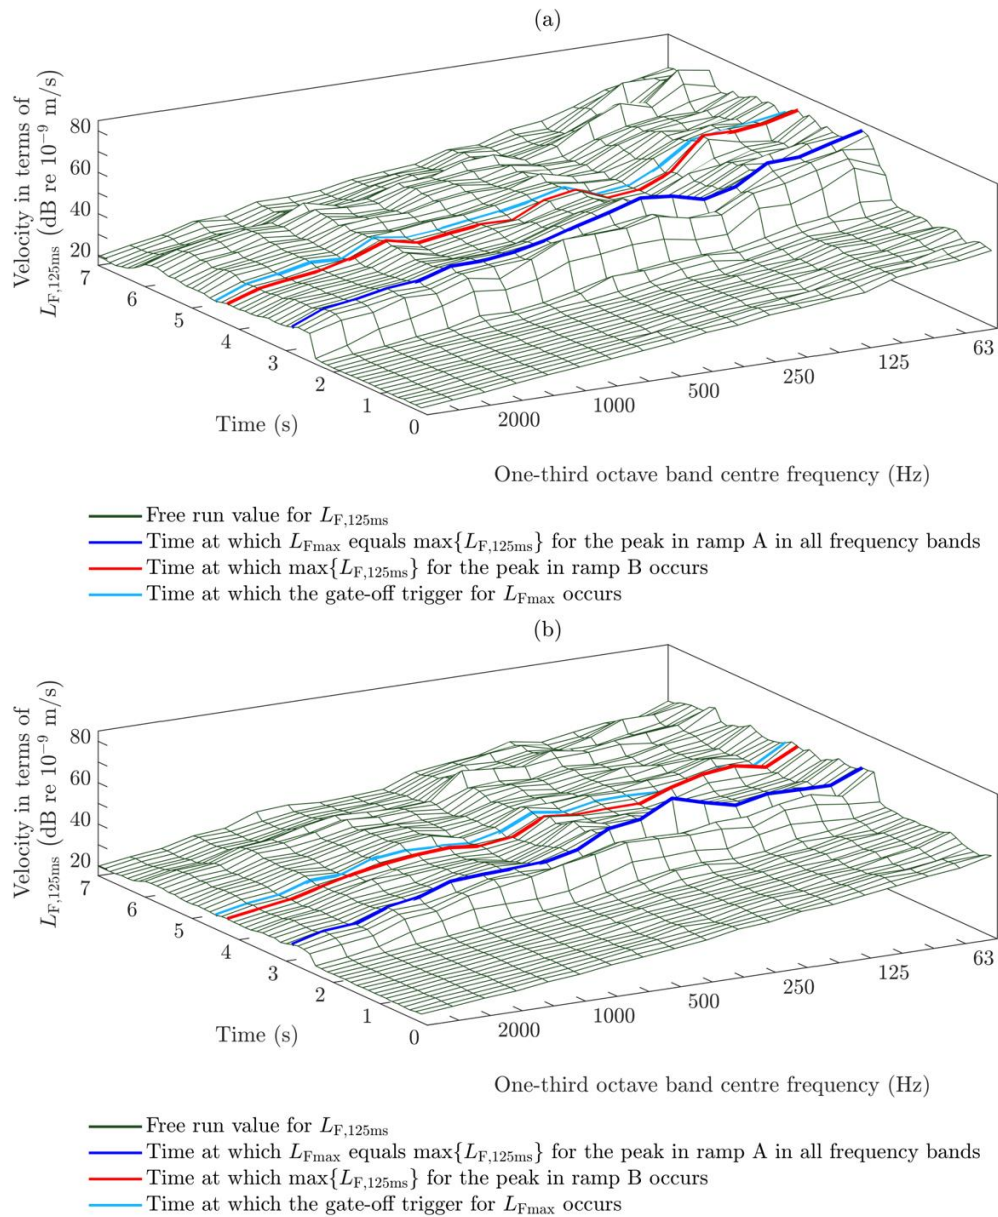 (a)
Velocity in terms of
L_F,125ms (dB re 10⁻⁹ m/s)
80
60
40
20
7
6
5
4
3
2
1
0
Time (s)
2000
1000
500
250
125
63
One-third octave band centre frequency (Hz)
Free run value for L_F,125ms
Time at which L_Fmax equals max{L_F,125ms} for the peak in ramp A in all frequency bands
Time at which max{L_F,125ms} for the peak in ramp B occurs
Time at which the gate-off trigger for L_Fmax occurs
(b)
Velocity in terms of
L_F,125ms (dB re 10⁻⁹ m/s)
80
60
40
20
7
6
5
4
3
2
1
0
Time (s)
2000
1000
500
250
125
63
One-third octave band centre frequency (Hz)
Free run value for L_F,125ms
Time at which L_Fmax equals max{L_F,125ms} for the peak in ramp A in all frequency bands
Time at which max{L_F,125ms} for the peak in ramp B occurs
Time at which the gate-off trigger for L_Fmax occurs